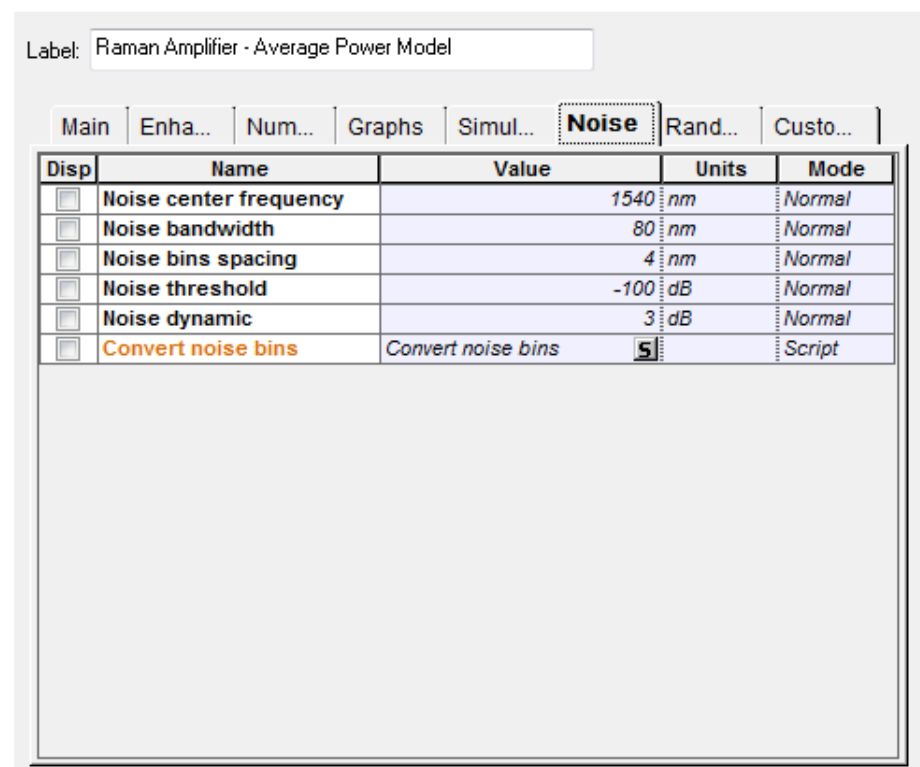 Label: Raman Amplifier - Average Power Model
Main Enha... Num... Graphs Simul... Noise Rand... Custo...
Disp Name Value Units Mode
Noise center frequency 1540 nm Normal
Noise bandwidth 80 nm Normal
Noise bins spacing 4 nm Normal
Noise threshold -100 dB Normal
Noise dynamic 3 dB Normal
Convert noise bins Convert noise bins S Script